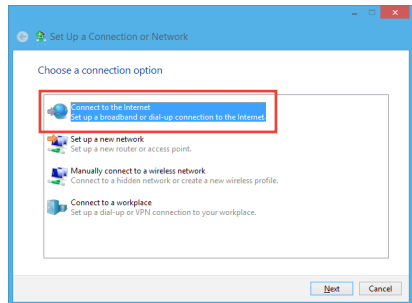 Set Up a Connection or Network
Choose a connection option
Connect to the Internet
Set up a broadband or dial-up connection to the Internet.
Set up a new network
Set up a new router or access point.
Manually connect to a wireless network
Connect to a hidden network or create a new wireless profile.
Connect to a workplace
Set up a dial-up or VPN connection to your workplace.
Next Cancel